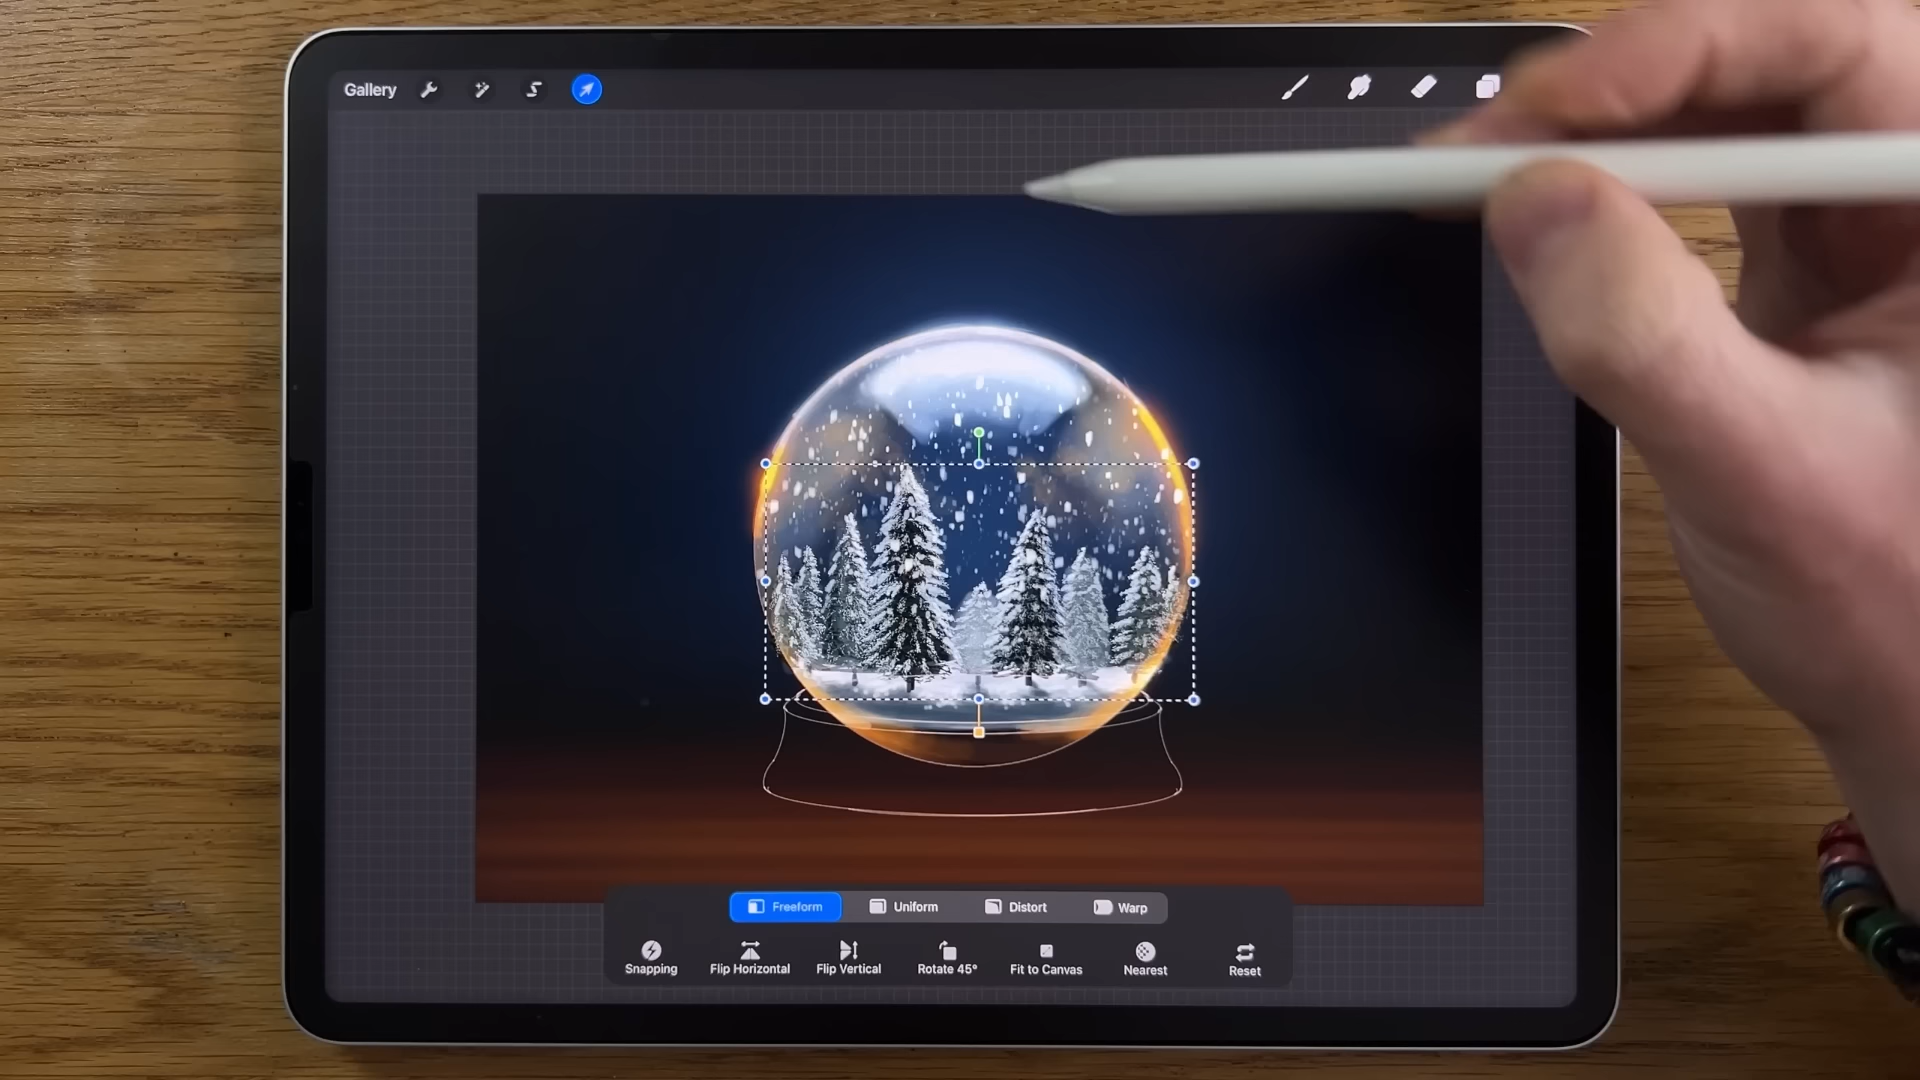 Gallery
Freeform Uniform Distort Warp
Snapping Flip Horizontal Flip Vertical Rotate 45° Fit to Canvas Nearest Reset